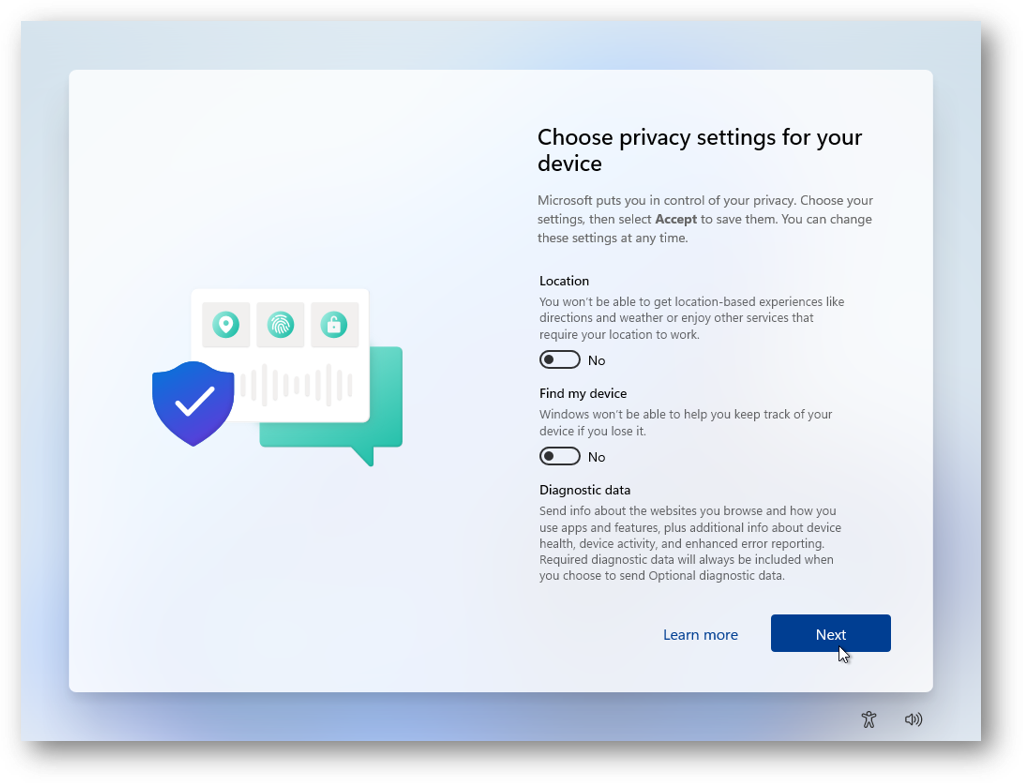 Choose privacy settings for your
device
Microsoft puts you in control of your privacy. Choose your
settings, then select Accept to save them. You can change
these settings at any time.
Location
You won't be able to get location-based experiences like
directions and weather or enjoy other services that
require your location to work.
No
Find my device
Windows won't be able to help you keep track of your
device if you lose it.
No
Diagnostic data
Send info about the websites you browse and how you
use apps and features, plus additional info about device
health, device activity, and enhanced error reporting.
Required diagnostic data will always be included when
you choose to send Optional diagnostic data.
Learn more
Next